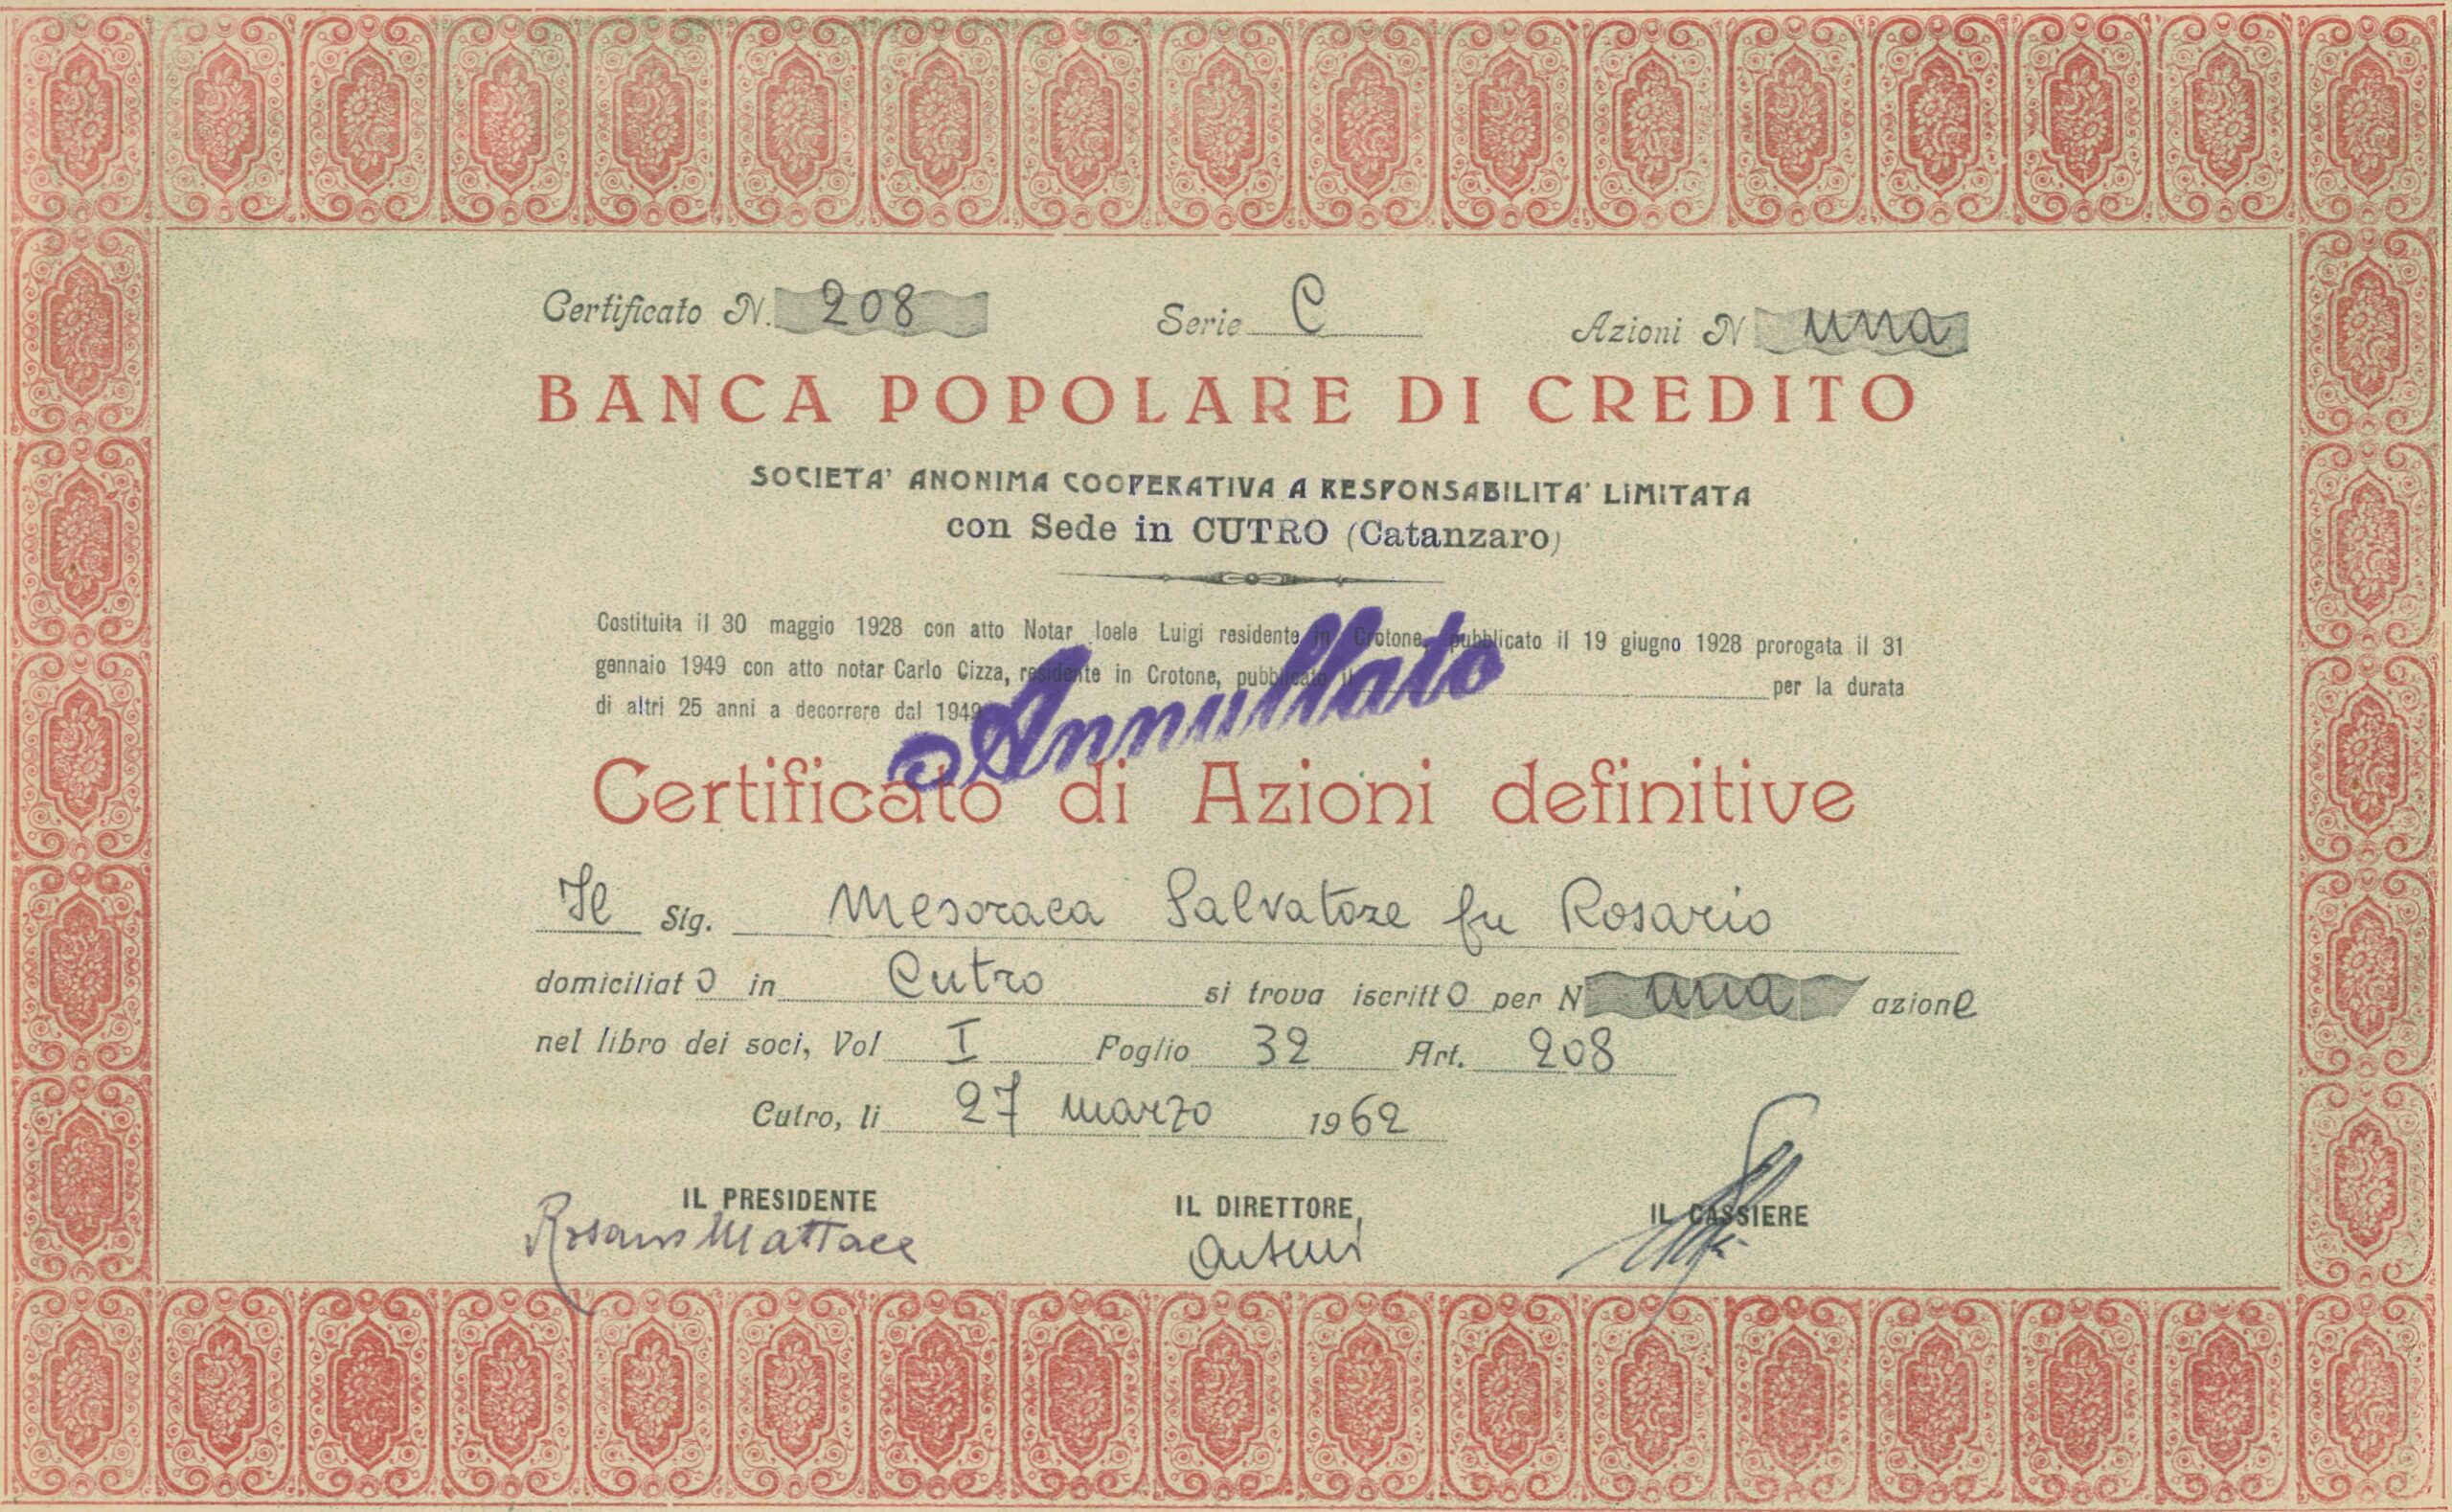 Certificato N. 208 Serie C Azioni N una
BANCA POPOLARE DI CREDITO
SOCIETA' ANONIMA COOPERATIVA A RESPONSABILITA' LIMITATA
con Sede in CUTRO (Catanzaro)
Costituita il 30 maggio 1928 con atto Notar Ioele Luigi residente in Crotone, pubblicato il 19 giugno 1928 prorogata il 31
gennaio 1949 con atto notar Carlo Cizza, residente in Crotone, pubblicato il per la durata
di altri 25 anni a decorrere dal 1949
Annullato
Certificato di Azioni definitive
Il Sig. Mesoraca Salvatore fu Rosario
domiciliato in Cutro si trova iscritto per N una azione
nel libro dei soci, Vol I Foglio 32 Art. 208
Cutro, li 27 marzo 1962
IL PRESIDENTE IL DIRETTORE, IL CASSIERE